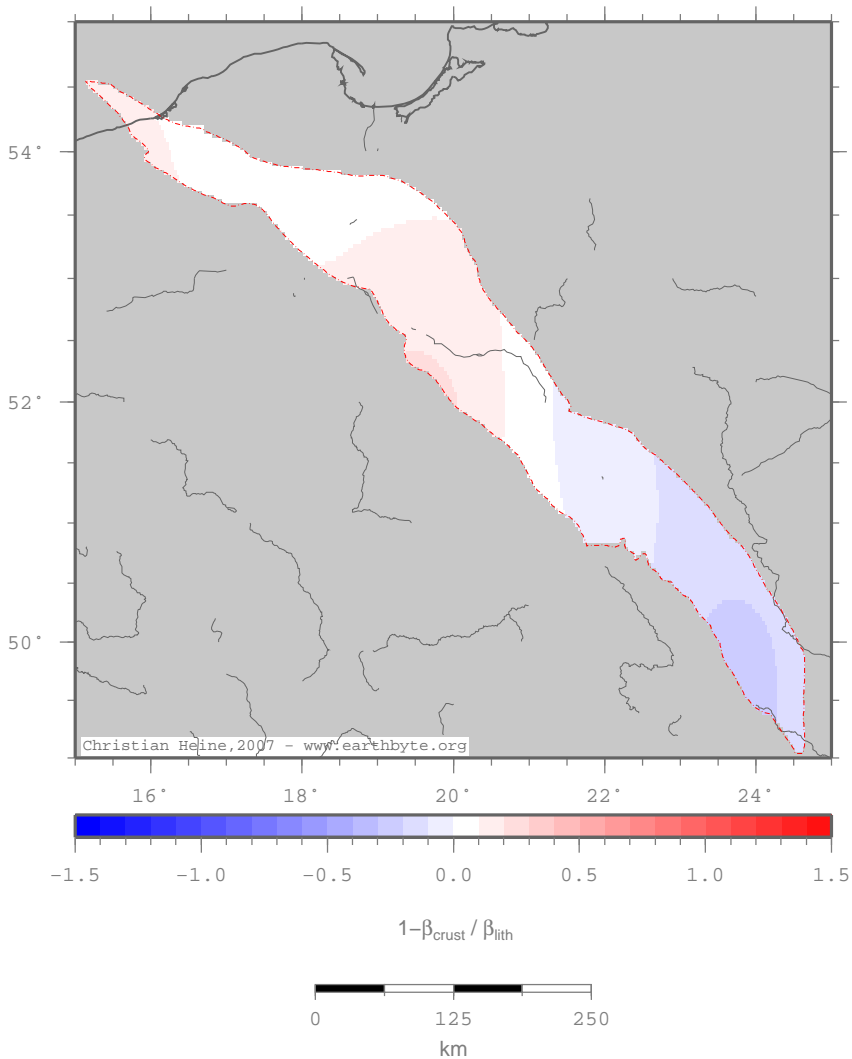 54°
52°
50°
Christian Heine,2007 - www.earthbyte.org
16° 18° 20° 22° 24°
-1.5 -1.0 -0.5 0.0 0.5 1.0 1.5
1-βcrust / βlith
0 125 250
km